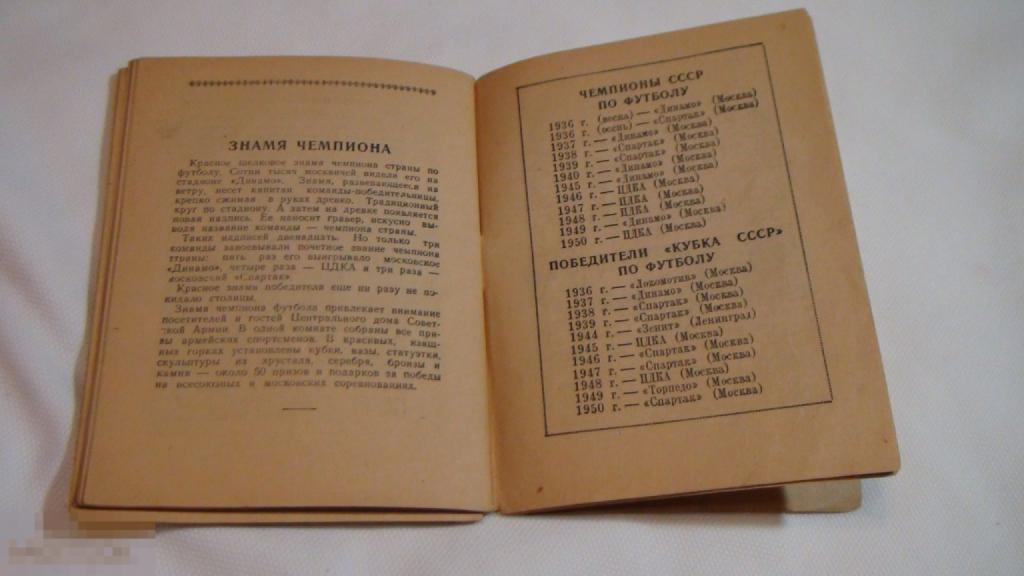 ЗНАМЯ ЧЕМПИОНА
Красное шелковое знамя чемпиона страны по
футболу. Сотни тысяч москвичей видели его на
стадионе «Динамо». Знамя, развевающееся на
ветру, несет капитан команды-победительницы,
крепко сжимая в руках древко. Традиционный
круг по стадиону. А затем на древке появляется
новая надпись. Ее наносит гравер, искусно вы-
водя название команды — чемпиона страны.
Таких надписей двенадцать. Но только три
команды завоевывали почетное звание чемпиона
страны: пять раз его выигрывало московское
«Динамо», четыре раза — ЦДКА и три раза —
московский «Спартак».
Красное знамя победителя еще ни разу не по-
кидало столицы.
Знамя чемпиона футбола привлекает внимание
посетителей и гостей Центрального дома Совет-
ской Армии. В одной комнате собраны все при-
зы армейских спортсменов. В красивых, изящ-
ных горках установлены кубки, вазы, статуэтки,
скульптуры из хрусталя, серебра, бронзы и
камня — около 50 призов и подарков за победы
на всесоюзных и московских соревнованиях.
ЧЕМПИОНЫ СССР
ПО ФУТБОЛУ
1936 г. (весна) — «Динамо» (Москва)
1936 г. (осень) — «Спартак» (Москва)
1937 г. — «Динамо» (Москва)
1938 г. — «Спартак» (Москва)
1939 г. — «Спартак» (Москва)
1940 г. — «Динамо» (Москва)
1945 г. — «Динамо» (Москва)
1946 г. — ЦДКА (Москва)
1947 г. — ЦДКА (Москва)
1948 г. — ЦДКА (Москва)
1949 г. — «Динамо» (Москва)
1950 г. — ЦДКА (Москва)
ПОБЕДИТЕЛИ «КУБКА СССР»
ПО ФУТБОЛУ
1936 г. — «Локомотив» (Москва)
1937 г. — «Динамо» (Москва)
1938 г. — «Спартак» (Москва)
1939 г. — «Спартак» (Москва)
1944 г. — «Зенит» (Ленинград)
1945 г. — ЦДКА (Москва)
1946 г. — «Спартак» (Москва)
1947 г. — «Спартак» (Москва)
1948 г. — ЦДКА (Москва)
1949 г. — «Торпедо» (Москва)
1950 г. — «Спартак» (Москва)